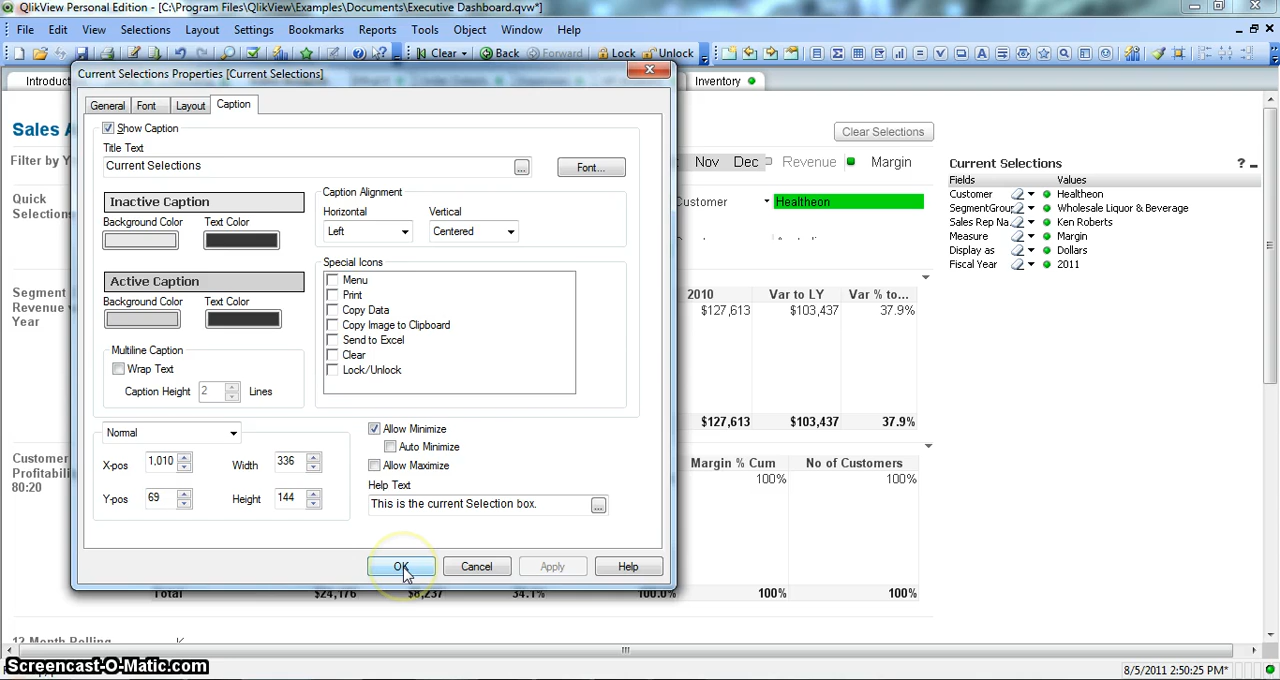 QlikView Personal Edition - [C:\Program Files\QlikView\Examples\Documents\Executive Dashboard.qvw*]
File Edit View Selections Layout Settings Bookmarks Reports Tools Object Window Help
Clear Back Forward Lock Unlock
Current Selections Properties [Current Selections]
Introduct
Inventory
General Font Layout Caption
Show Caption
Title Text
Current Selections
... Font...
Inactive Caption
Background Color Text Color
Caption Alignment
Horizontal Vertical
Left Centered
Active Caption
Background Color Text Color
Special Icons
Menu
Print
Copy Data
Copy Image to Clipboard
Send to Excel
Clear
Lock/Unlock
Multiline Caption
Wrap Text
Caption Height 2 Lines
Normal
X-pos 1,010 Width 336
Y-pos 69 Height 144
Allow Minimize
Auto Minimize
Allow Maximize
Help Text
This is the current Selection box. ...
OK Cancel Apply Help
Sales A
Filter by Y
Quick
Selections
Segment
Revenue v
Year
Customer
Profitabili
80:20
12 Month Rolling
Clear Selections
Nov Dec Revenue Margin
Customer Healtheon
2010 Var to LY Var % to...
$127,613 $103,437 37.9%
$127,613 $103,437 37.9%
Margin % Cum No of Customers
100% 100%
Total $24,176 $8,237 34.1% 100.0% 100% 100%
Current Selections ?
Fields Values
Customer Healtheon
SegmentGroup Wholesale Liquor & Beverage
Sales Rep Na. Ken Roberts
Measure Margin
Display as Dollars
Fiscal Year 2011
Screencast-O-Matic.com
8/5/2011 2:50:25 PM*